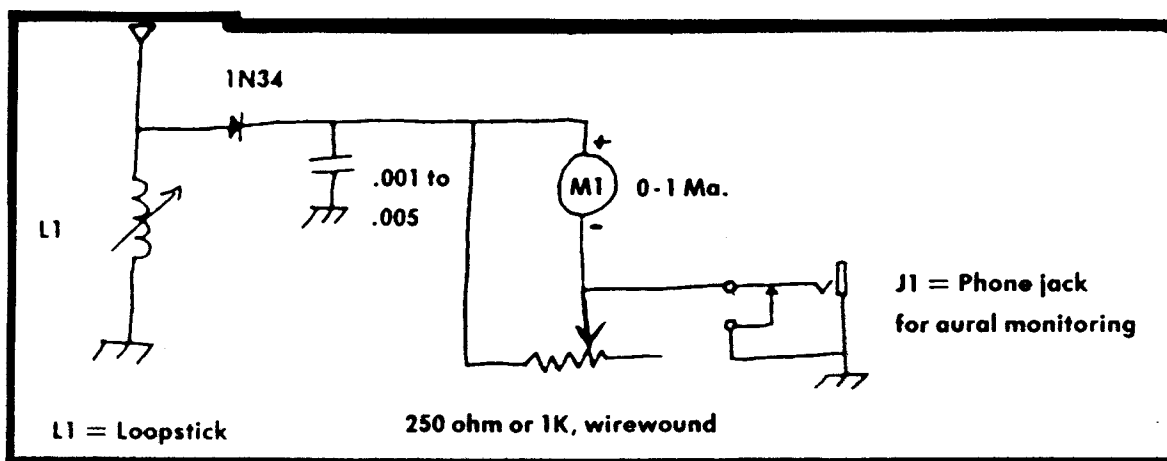 1N34
.001 to
.005
+
M1
0-1 Ma.
-
L1
J1 = Phone jack
for aural monitoring
L1 = Loopstick
250 ohm or 1K, wirewound